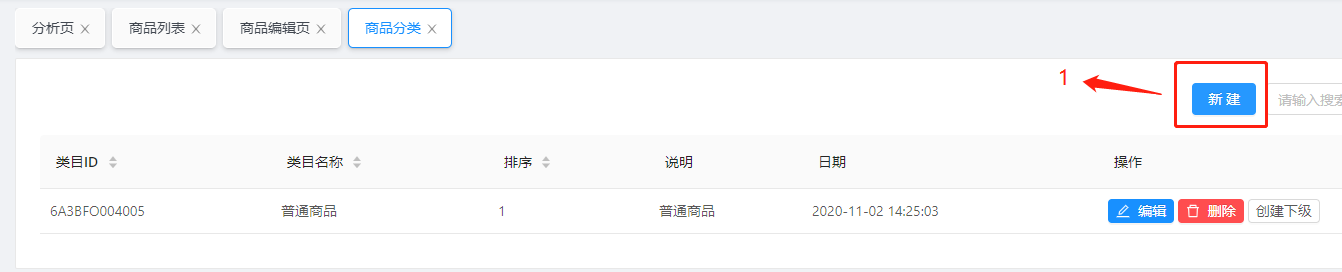 分析页 商品列表 商品编辑页 商品分类
1 新建 请输入搜索
类目ID 类目名称 排序 说明 日期 操作
6A3BFO004005 普通商品 1 普通商品 2020-11-02 14:25:03 编辑 删除 创建下级